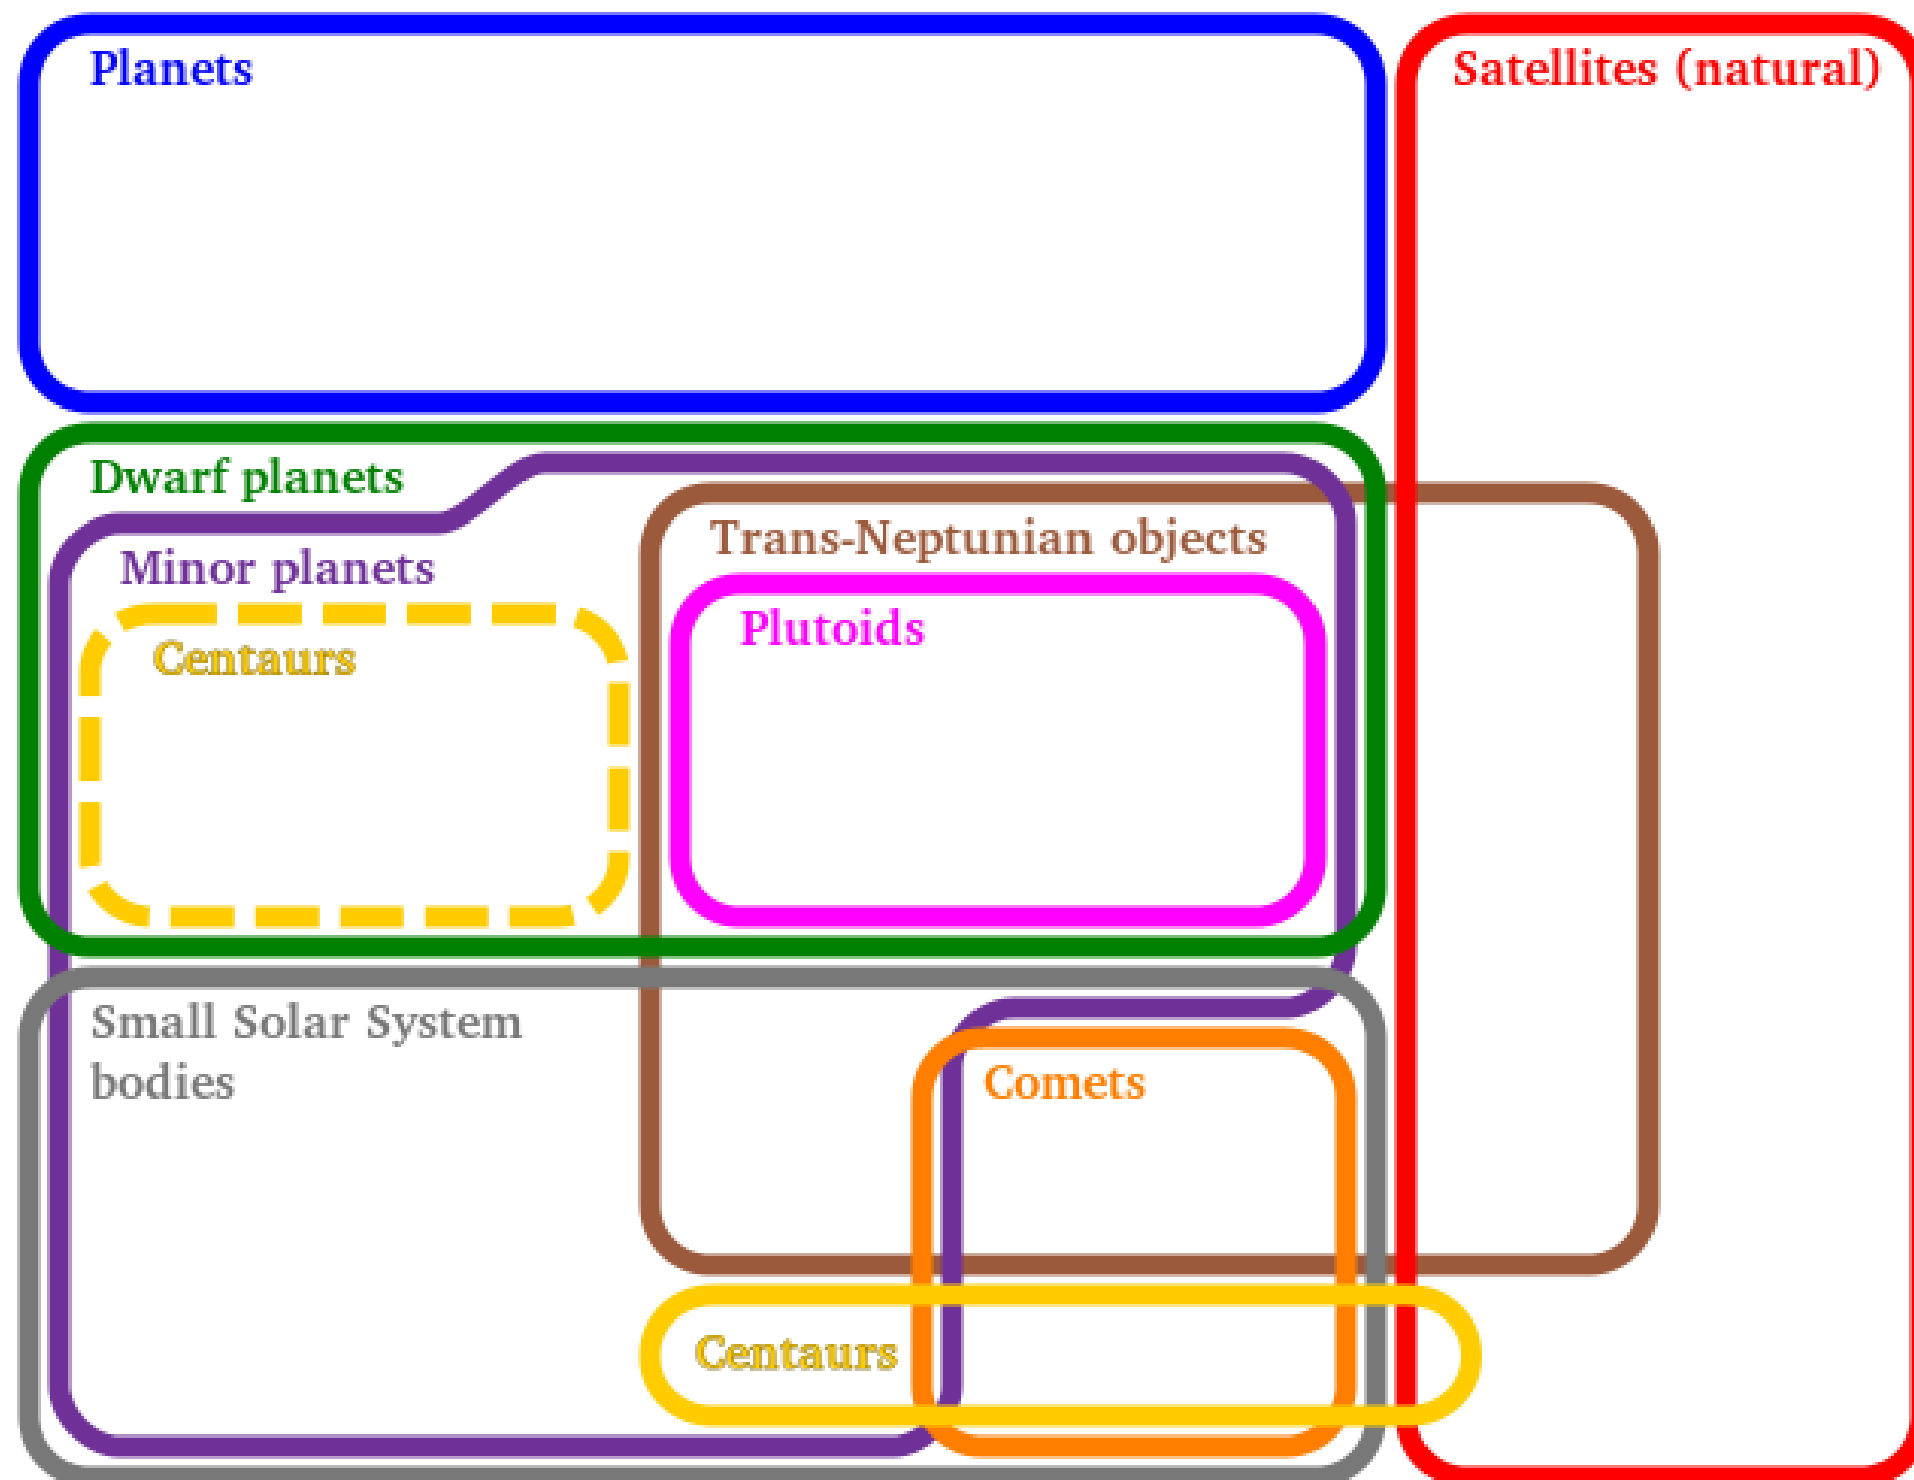 Planets
Satellites (natural)
Dwarf planets
Trans-Neptunian objects
Minor planets
Plutoids
Centaurs
Small Solar System
bodies
Comets
Centaurs